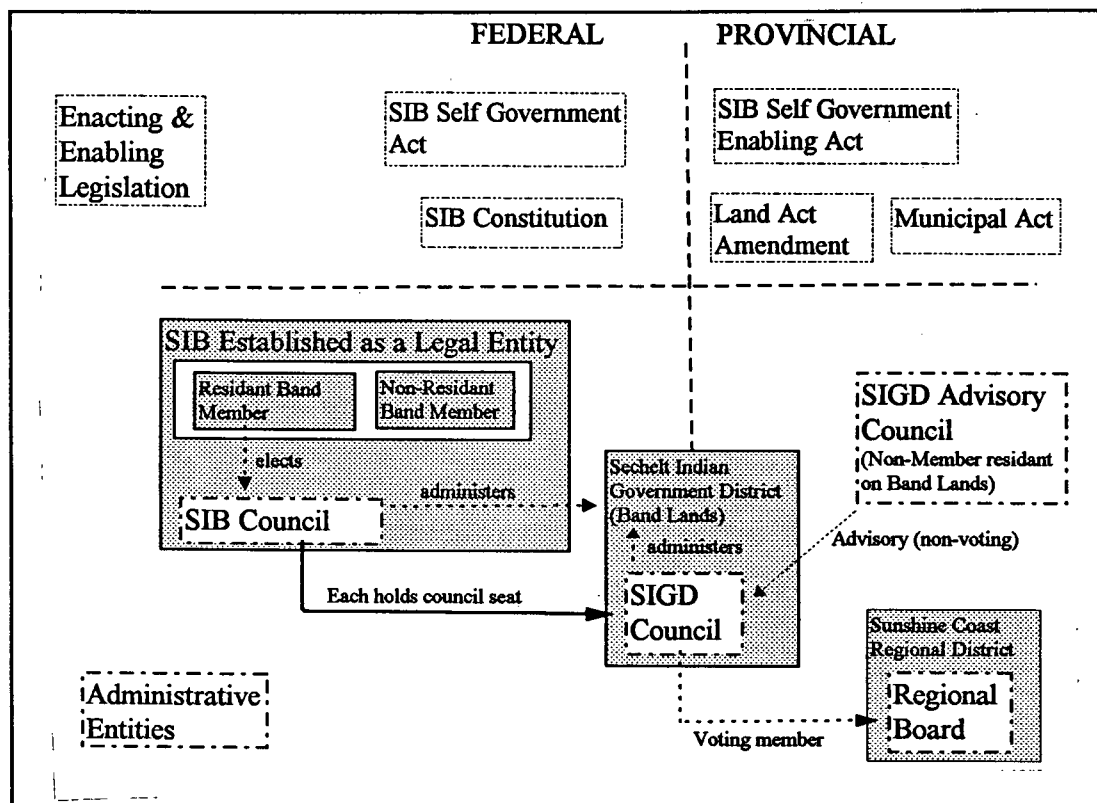 FEDERAL
PROVINCIAL
Enacting &
Enabling
Legislation
SIB Self Government
Act
SIB Self Government
Enabling Act
SIB Constitution
Land Act
Amendment
Municipal Act
SIB Established as a Legal Entity
Residant Band
Member
Non-Residant
Band Member
elects
SIB Council
administers
Sechelt Indian
Government District
(Band Lands)
administers
SIGD
Council
SIGD Advisory
Council
(Non-Member residant
on Band Lands)
Advisory (non-voting)
Each holds council seat
Sunshine Coast
Regional District
Regional
Board
Voting member
Administrative
Entities